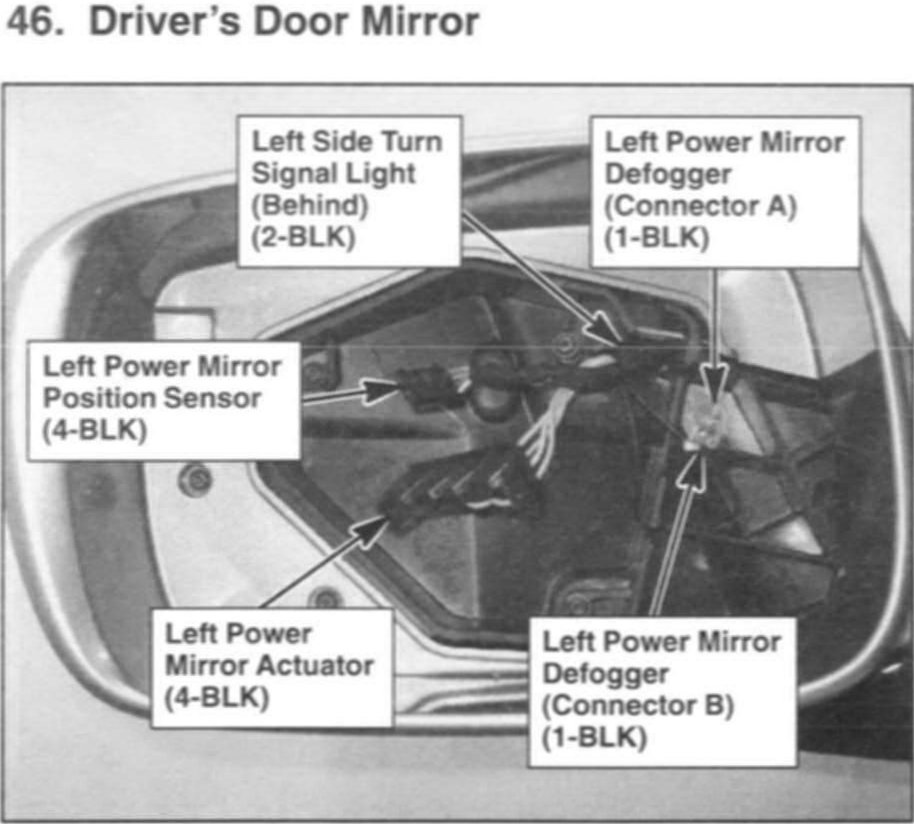 46. Driver's Door Mirror
Left Side Turn
Signal Light
(Behind)
(2-BLK)
Left Power Mirror
Defogger
(Connector A)
(1-BLK)
Left Power Mirror
Position Sensor
(4-BLK)
Left Power
Mirror Actuator
(4-BLK)
Left Power Mirror
Defogger
(Connector B)
(1-BLK)